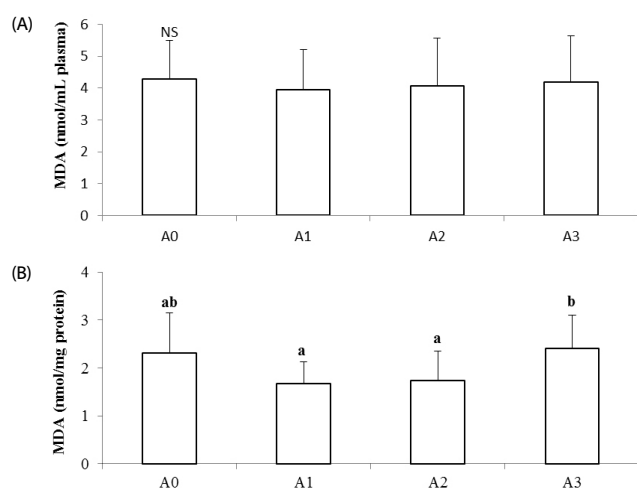 (A)
MDA (nmol/mL plasma)
6
5
4
3
2
1
0
NS
A0 A1 A2 A3
(B)
MDA (nmol/mg protein)
4
3
2
1
0
ab a a b
A0 A1 A2 A3